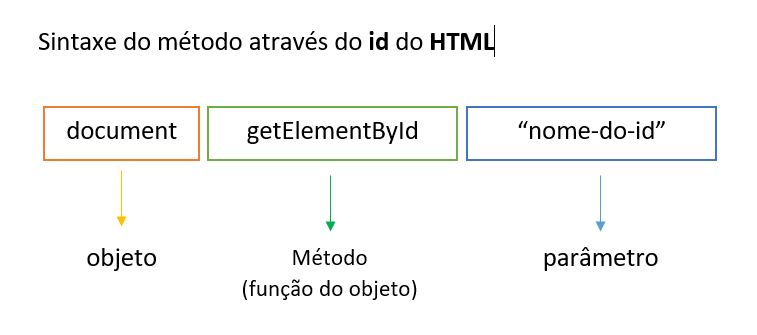 Sintaxe do método através do id do HTML
document getElementById “nome-do-id”
objeto Método parâmetro
(função do objeto)